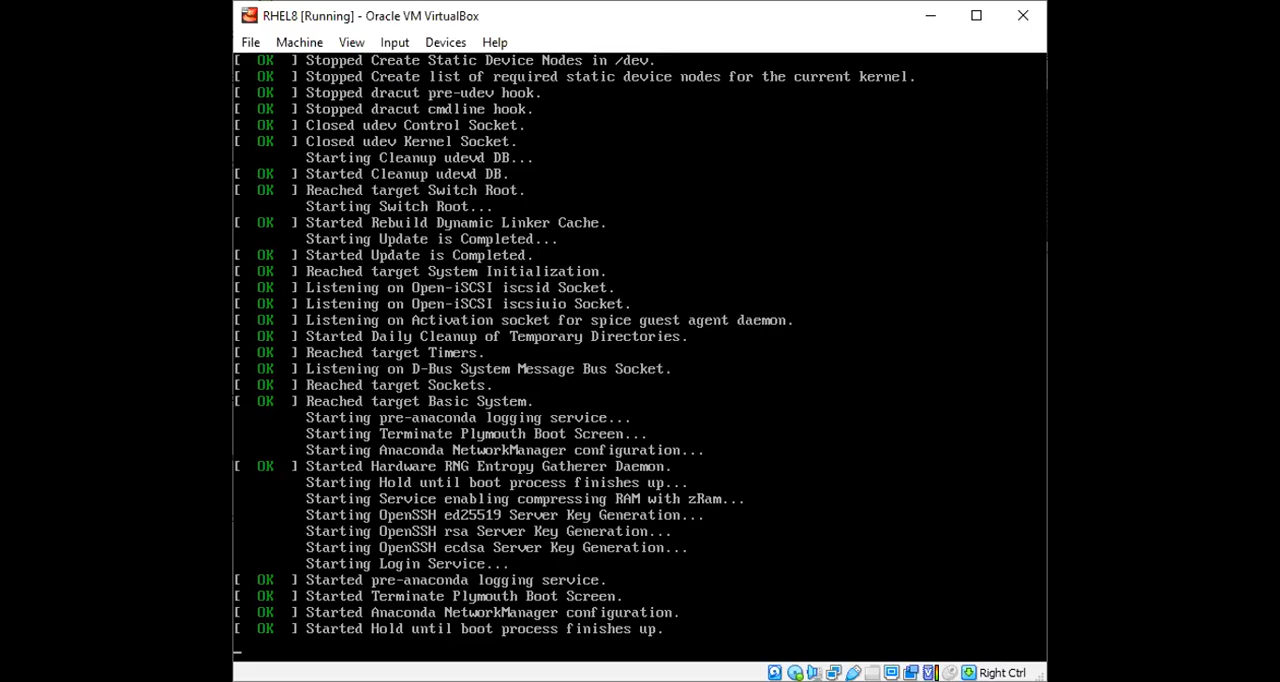 RHEL8 [Running] - Oracle VM VirtualBox
File Machine View Input Devices Help
[ OK ] Stopped Create Static Device Nodes in /dev.
[ OK ] Stopped Create list of required static device nodes for the current kernel.
[ OK ] Stopped dracut pre-udev hook.
[ OK ] Stopped dracut cmdline hook.
[ OK ] Closed udev Control Socket.
[ OK ] Closed udev Kernel Socket.
Starting Cleanup udevd DB...
[ OK ] Started Cleanup udevd DB.
[ OK ] Reached target Switch Root.
Starting Switch Root...
[ OK ] Started Rebuild Dynamic Linker Cache.
Starting Update is Completed...
[ OK ] Started Update is Completed.
[ OK ] Reached target System Initialization.
[ OK ] Listening on Open-iSCSI iscsid Socket.
[ OK ] Listening on Open-iSCSI iscsiuio Socket.
[ OK ] Listening on Activation socket for spice guest agent daemon.
[ OK ] Started Daily Cleanup of Temporary Directories.
[ OK ] Reached target Timers.
[ OK ] Listening on D-Bus System Message Bus Socket.
[ OK ] Reached target Sockets.
[ OK ] Reached target Basic System.
Starting pre-anaconda logging service...
Starting Terminate Plymouth Boot Screen...
Starting Anaconda NetworkManager configuration...
[ OK ] Started Hardware RNG Entropy Gatherer Daemon.
Starting Hold until boot process finishes up...
Starting Service enabling compressing RAM with zRam...
Starting OpenSSH ed25519 Server Key Generation...
Starting OpenSSH rsa Server Key Generation...
Starting OpenSSH ecdsa Server Key Generation...
Starting Login Service...
[ OK ] Started pre-anaconda logging service.
[ OK ] Started Terminate Plymouth Boot Screen.
[ OK ] Started Anaconda NetworkManager configuration.
[ OK ] Started Hold until boot process finishes up.
Right Ctrl